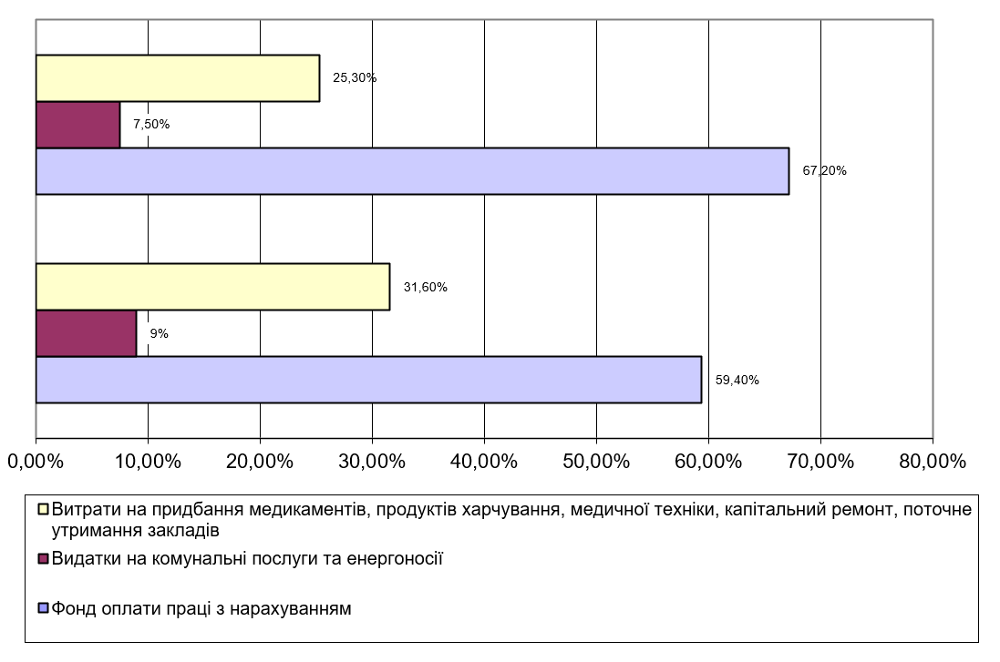 25,30%
7,50%
67,20%
31,60%
9%
59,40%
0,00% 10,00% 20,00% 30,00% 40,00% 50,00% 60,00% 70,00% 80,00%
Витрати на придбання медикаментів, продуктів харчування, медичної техніки, капітальний ремонт, поточне
утримання закладів
Видатки на комунальні послуги та енергоносії
Фонд оплати праці з нарахуванням